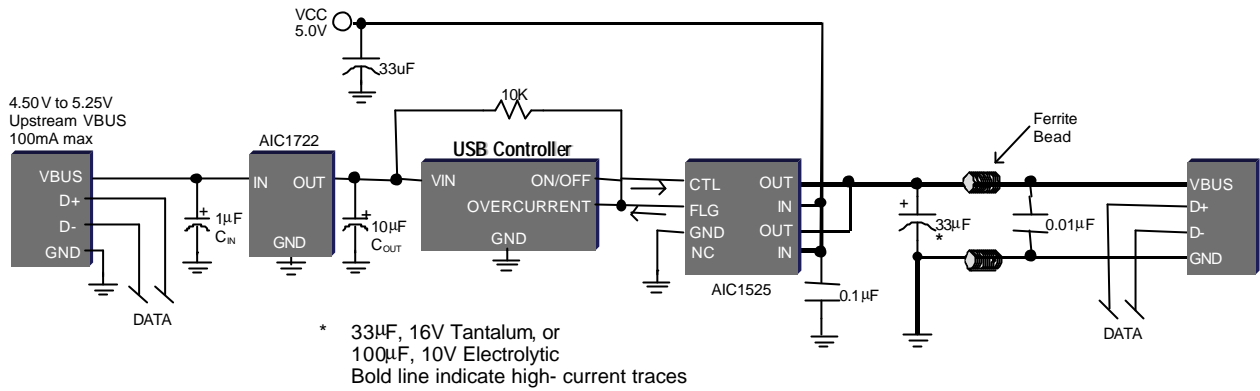 VCC
5.0V
33uF
4.50V to 5.25V
Upstream VBUS
100mA max
VBUS
D+
D-
GND
DATA
+
1μF
CIN
AIC1722
IN
OUT
GND
+
10μF
COUT
10K
USB Controller
VIN
ON/OFF
OVERCURRENT
GND
CTL
FLG
GND
NC
OUT
IN
OUT
IN
AIC1525
0.1μF
+
33μF
*
Ferrite
Bead
0.01μF
VBUS
D+
D-
GND
DATA
* 33μF, 16V Tantalum, or
100μF, 10V Electrolytic
Bold line indicate high- current traces